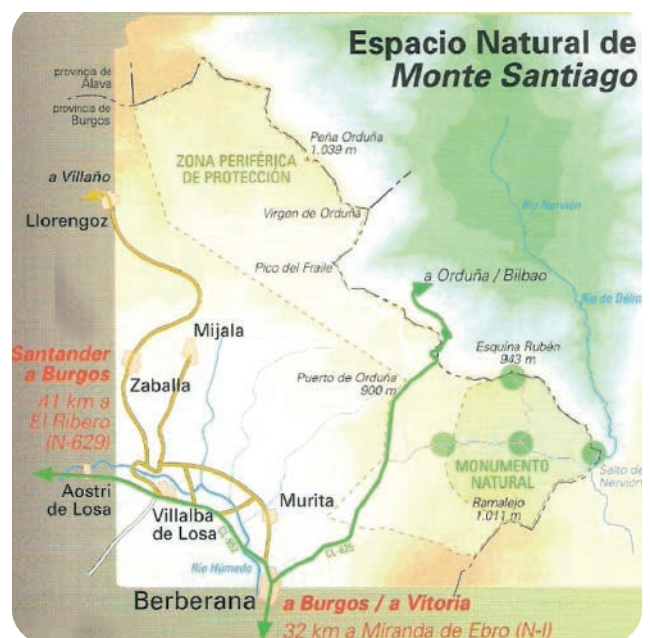 Espacio Natural de
Monte Santiago
provincia de
Álava
provincia de
Burgos
Peña Orduña
1.039 m
ZONA PERIFÉRICA
DE PROTECCIÓN
a Villaño
Llorengoz
Virgen de Orduña
Río Nervión
Pico del Fraile
a Orduña / Bilbao
Río de Délica
Mijala
Santander
a Burgos
41 km a
El Ribero
(N-629)
Zaballa
Esquina Rubén
943 m
Puerto de Orduña
900 m
MONUMENTO
NATURAL
Salto del
Nervión
Ramalejo
1.011 m
Aostri
de Losa
Villalba
de Losa
Murita
CL-625
Río Húmedo
Berberana
a Burgos / a Vitoria
32 km a Miranda de Ebro (N-I)